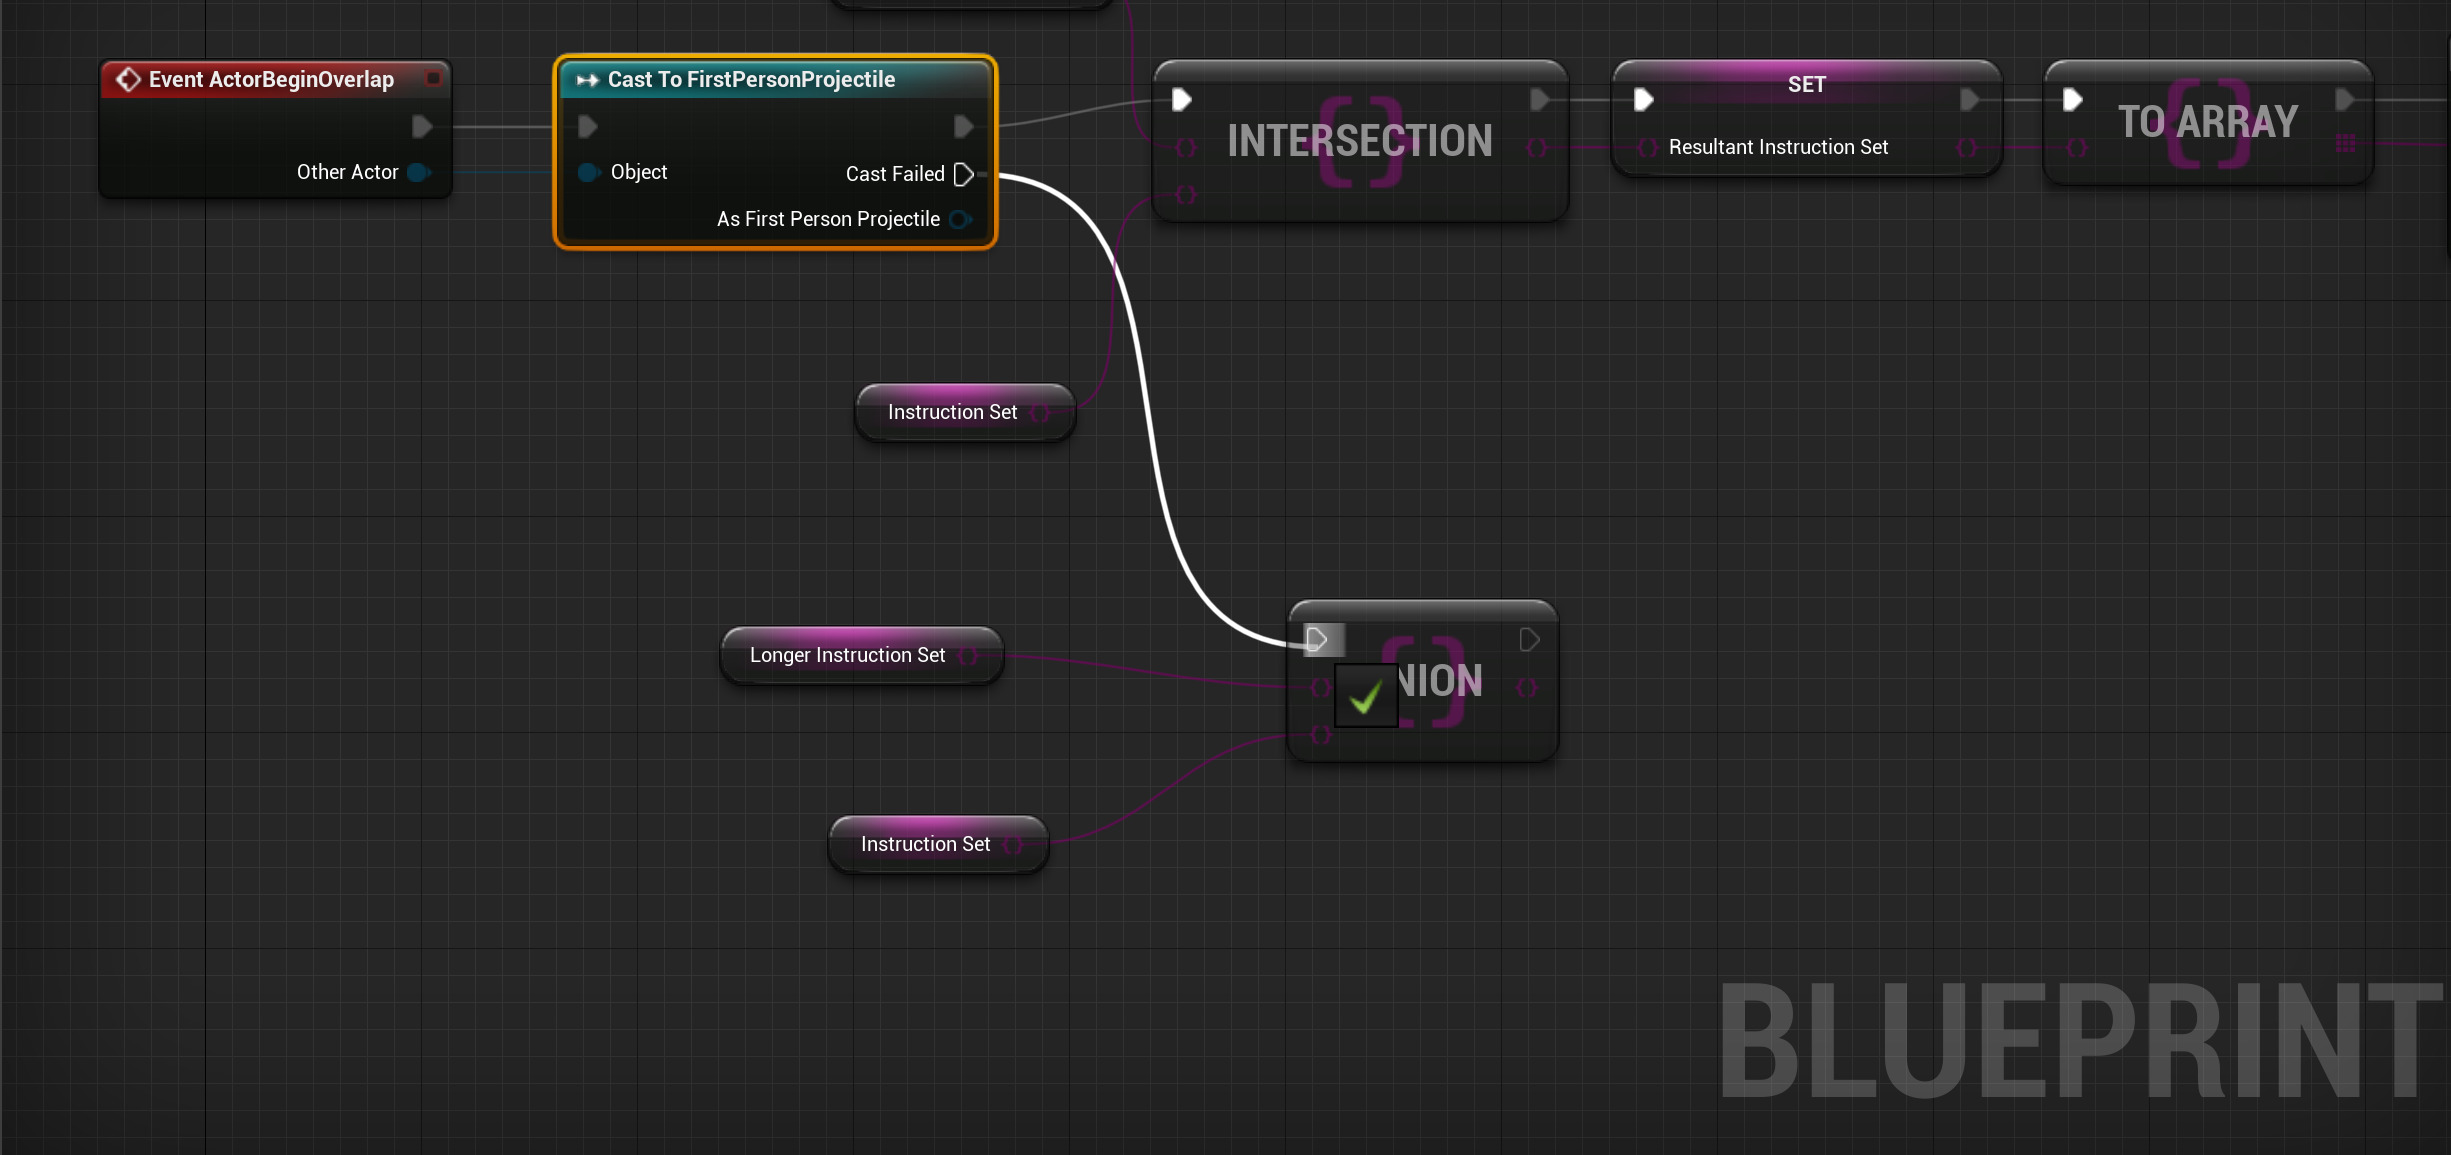 Event ActorBeginOverlap
Other Actor
Cast To FirstPersonProjectile
Object
Cast Failed
As First Person Projectile
INTERSECTION
SET
Resultant Instruction Set
TO ARRAY
Instruction Set
Longer Instruction Set
NION
Instruction Set
BLUEPRINT